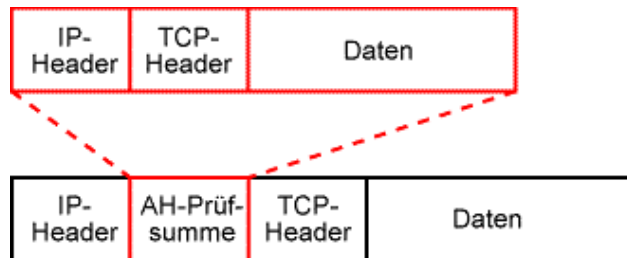 IP-
Header
TCP-
Header
Daten
IP-
Header
AH-Prüf-
summe
TCP-
Header
Daten